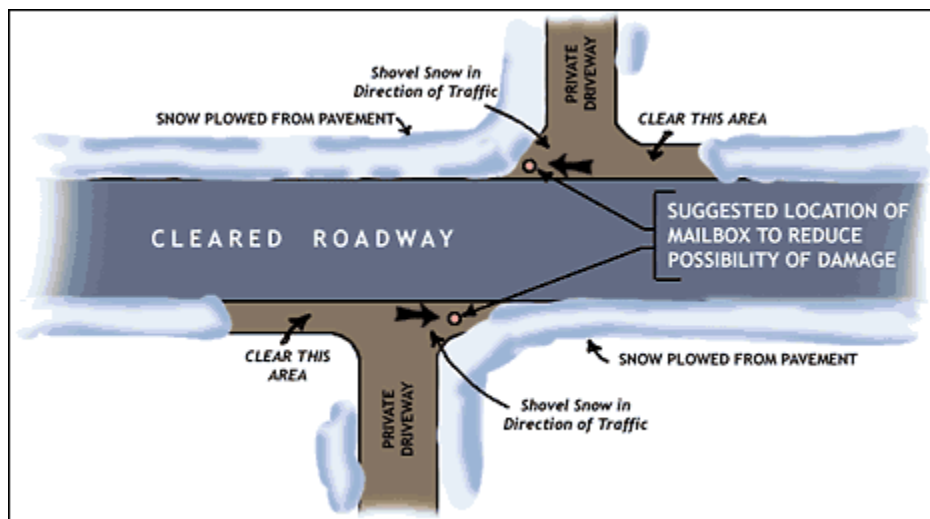 Shovel Snow in
Direction of Traffic
PRIVATE
DRIVEWAY
SNOW PLOWED FROM PAVEMENT
CLEAR THIS AREA
CLEARED ROADWAY
SUGGESTED LOCATION OF
MAILBOX TO REDUCE
POSSIBILITY OF DAMAGE
CLEAR THIS
AREA
SNOW PLOWED FROM PAVEMENT
PRIVATE
DRIVEWAY
Shovel Snow in
Direction of Traffic